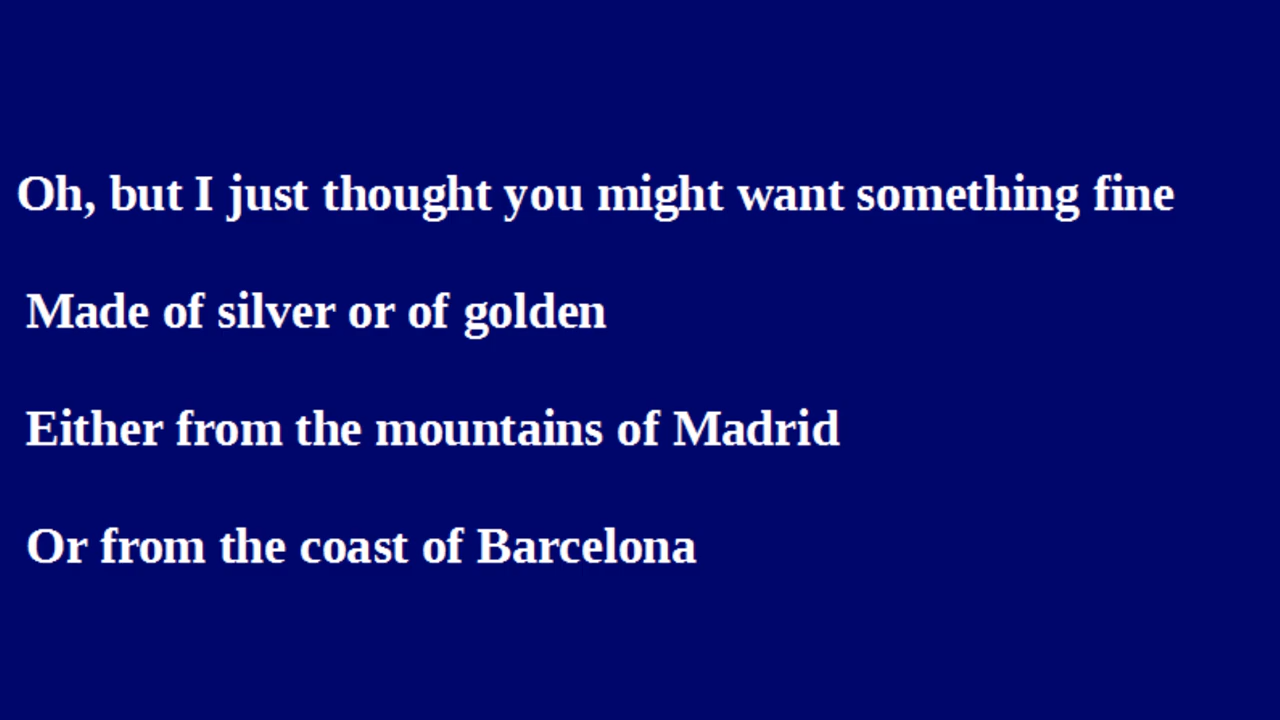 Oh, but I just thought you might want something fine
Made of silver or of golden
Either from the mountains of Madrid
Or from the coast of Barcelona